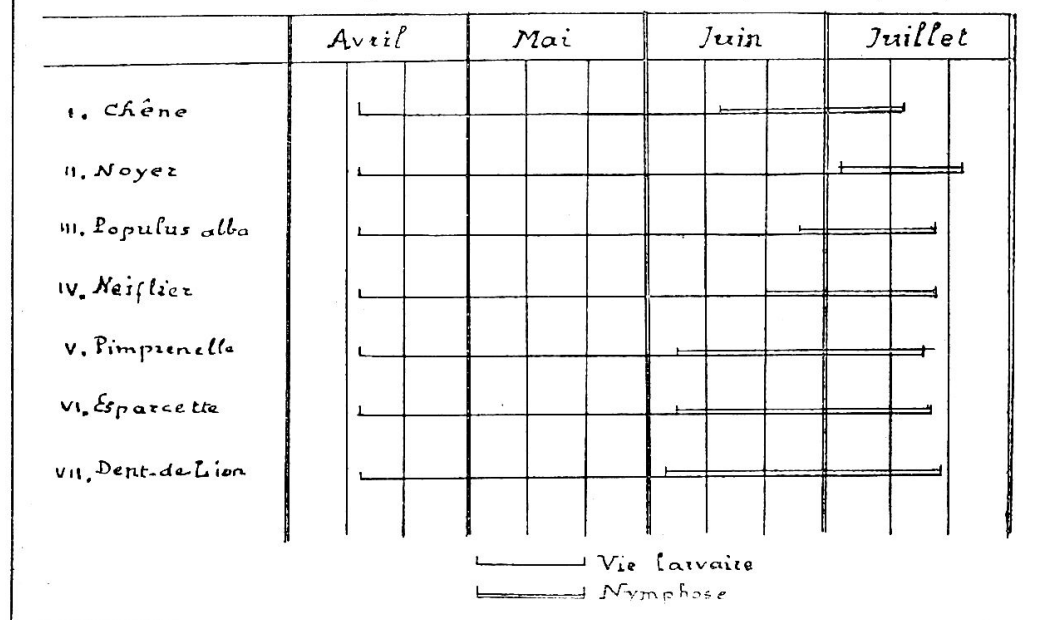 Avril Mai Juin Juillet
I. Chêne
II. Noyer
III. Populus alba
IV. Neiflier
V. Pimprenelle
VI. Esparcette
VII. Dent-de Lion
Vie larvaire
Nymphose